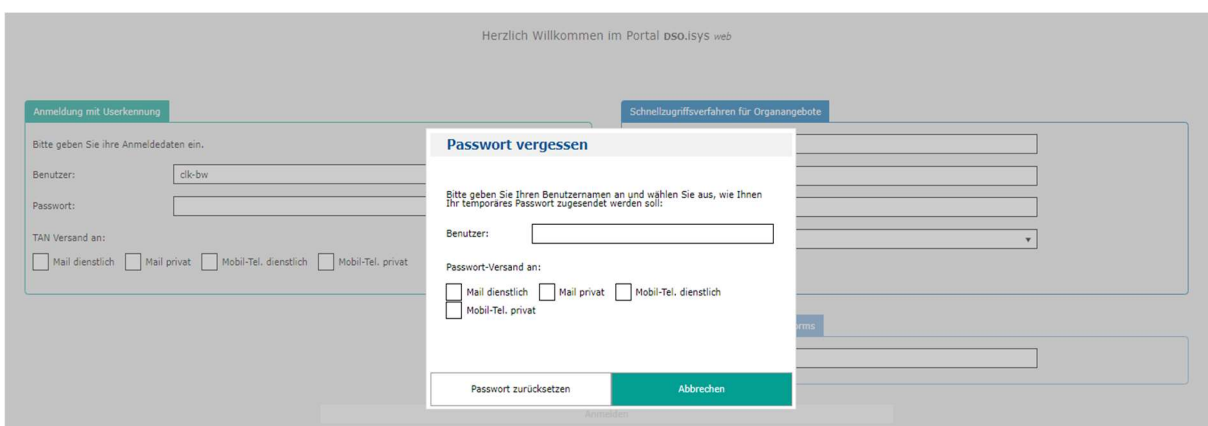 Herzlich Willkommen im Portal DSO.isys web
Anmeldung mit Userkennung
Bitte geben Sie ihre Anmeldedaten ein.
Benutzer: clk-bw
Passwort:
TAN Versand an:
Mail dienstlich Mail privat Mobil-Tel. dienstlich Mobil-Tel. privat
Schnellzugriffsverfahren für Organangebote
Passwort vergessen
Bitte geben Sie Ihren Benutzernamen an und wählen Sie aus, wie Ihnen
Ihr temporäres Passwort zugesendet werden soll:
Benutzer:
Passwort-Versand an:
Mail dienstlich Mail privat Mobil-Tel. dienstlich
Mobil-Tel. privat
Passwort zurücksetzen Abbrechen
rms
Anmelden